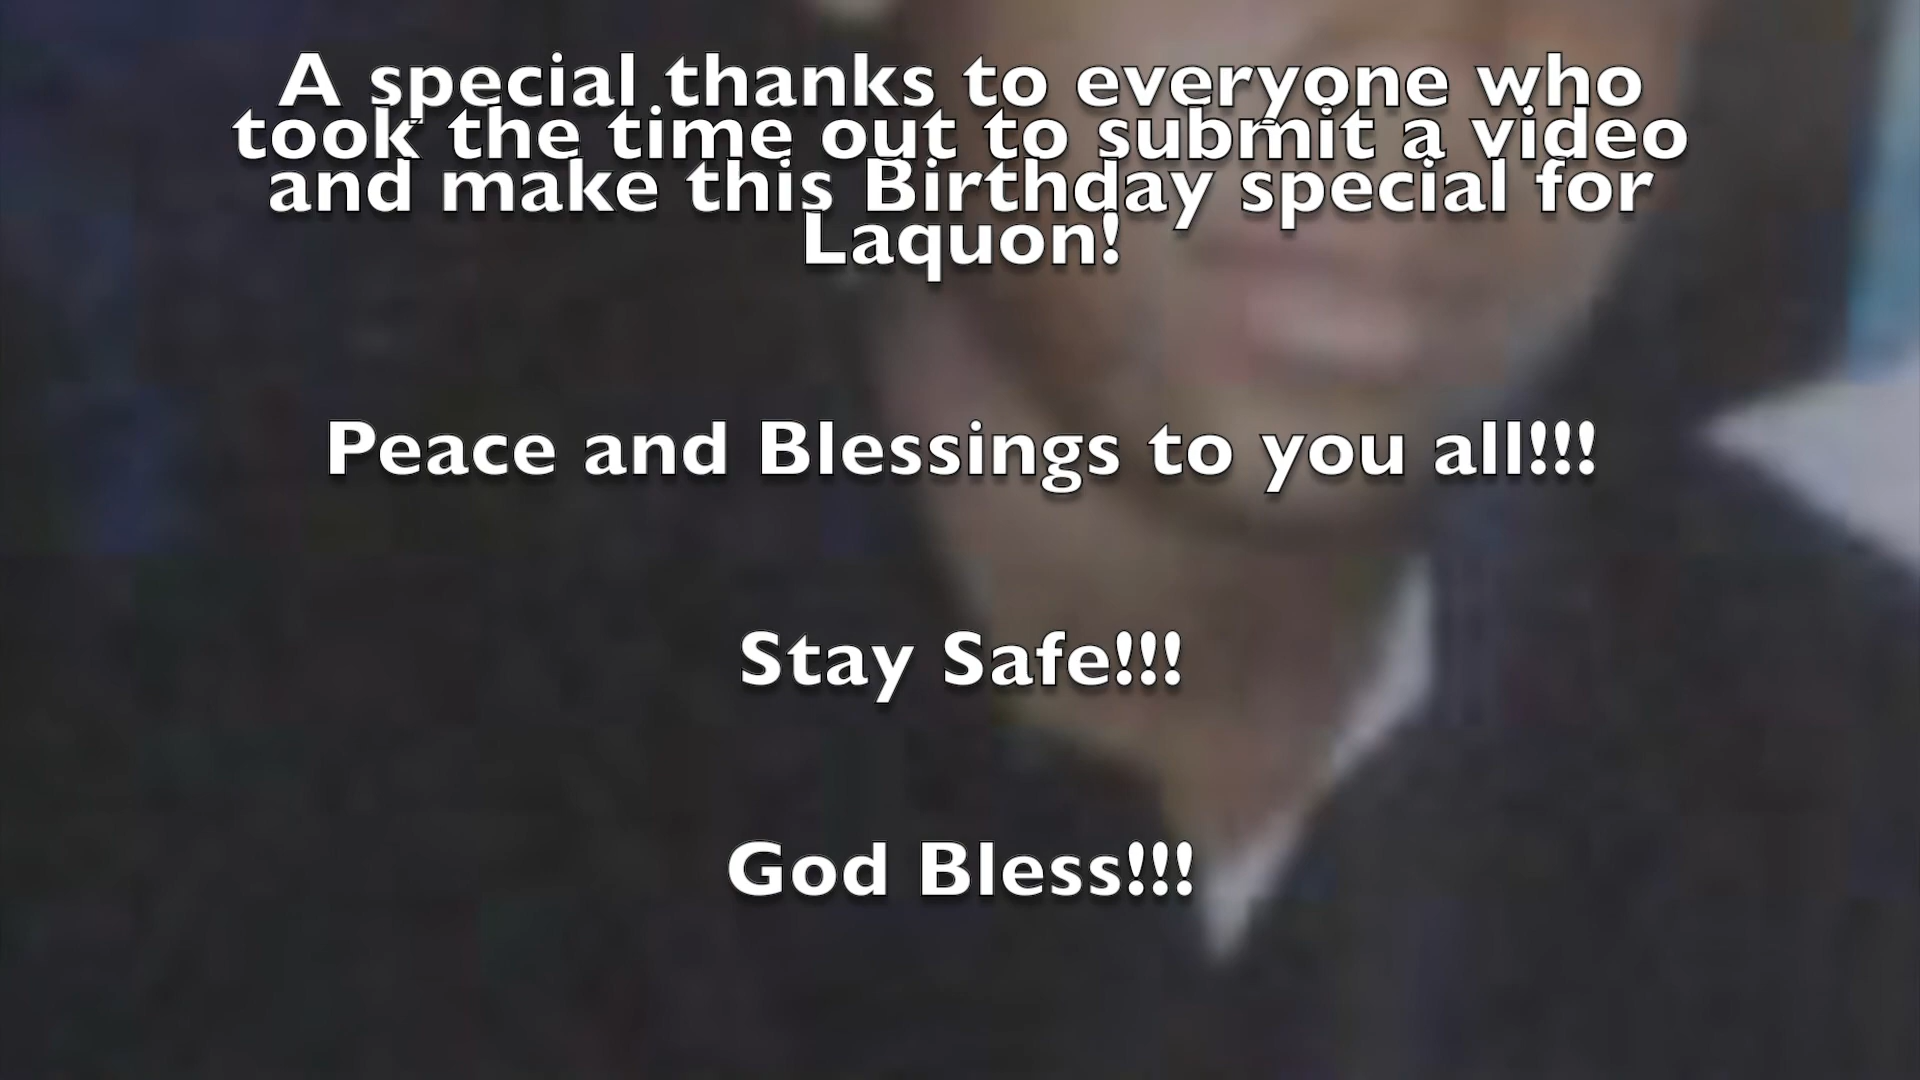 A special thanks to everyone who
took the time out to submit a video
and make this Birthday special for
Laquon!
Peace and Blessings to you all!!!
Stay Safe!!!
God Bless!!!